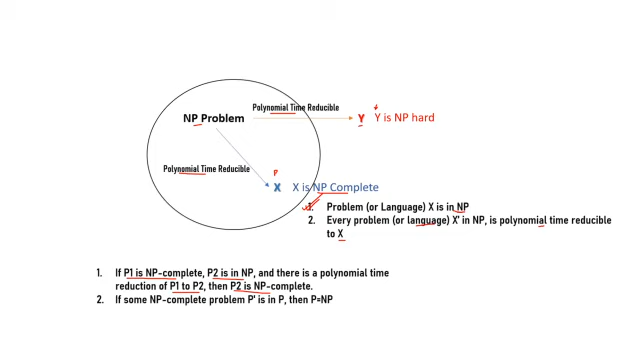 Polynomial Time Reducible
NP Problem
Y
Y is NP hard
Polynomial Time Reducible
P
X
X is NP Complete
1. Problem (or Language) X is in NP
2. Every problem (or language) X' in NP, is polynomial time reducible
to X
1. If P1 is NP-complete, P2 is in NP, and there is a polynomial time
reduction of P1 to P2, then P2 is NP-complete.
2. If some NP-complete problem P' is in P, then P=NP